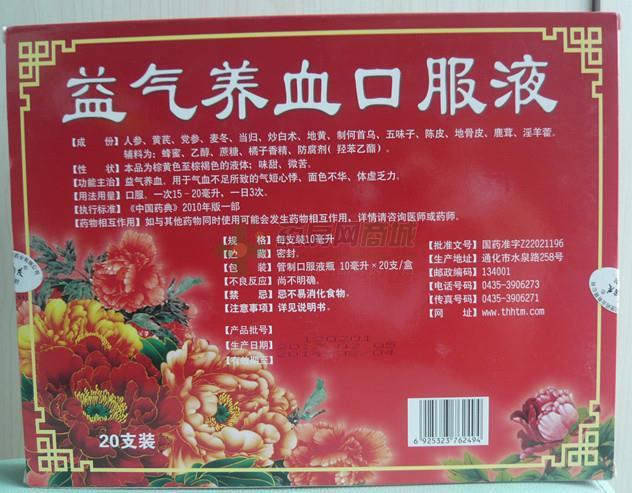 益气养血口服液
【成 份】人参、黄芪、党参、麦冬、当归、炒白术、地黄、制何首乌、五味子、陈皮、地骨皮、鹿茸、淫羊藿。
辅料为：蜂蜜、乙醇、蔗糖、橘子香精、防腐剂(羟苯乙酯)。
【性 状】本品为棕黄色至棕褐色的液体；味甜、微苦。
【功能主治】益气养血。用于气血不足所致的气短心悸、面色不华、体虚乏力。
【用法用量】口服。一次15-20毫升，一日3次。
【执行标准】《中国药典》2010年版一部
【药物相互作用】如与其他药物同时使用可能会发生药物相互作用，详情请咨询医师或药师。
【规 格】每支装10毫升
【贮 藏】密封。
【包 装】管制口服液瓶 10毫升×20支/盒
【不良反应】尚不明确。
【禁 忌】忌不易消化食物。
【注意事项】详见说明书。
【批准文号】国药准字Z22021196
【生产地址】通化市水泉路258号
【邮政编码】134001
【电话号码】0435-3906273
【传真号码】0435-3906271
【网 址】www.thhtm.com
【产品批号】 120201
【生产日期】
【有效期至】
20支装
6 925323 762494